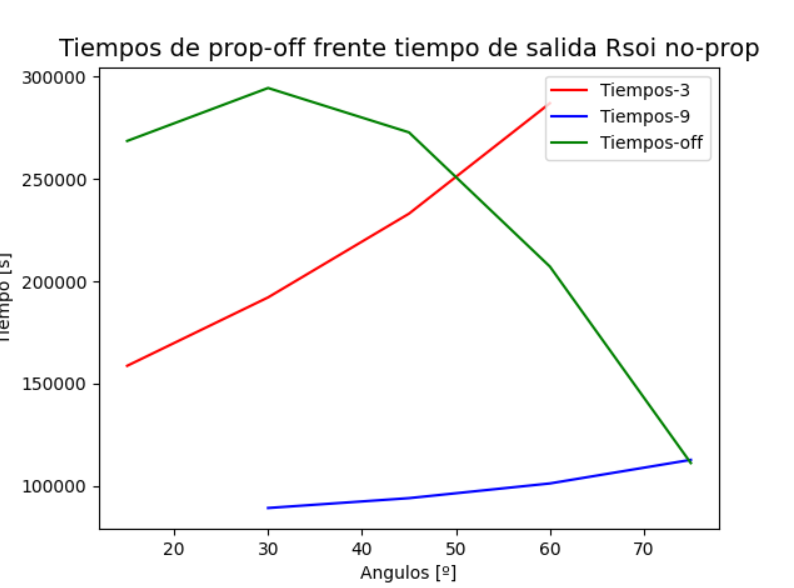 Tiempos de prop-off frente tiempo de salida Rsoi no-prop
300000
250000
200000
150000
100000
Tiempo [s]
Tiempos-3
Tiempos-9
Tiempos-off
20 30 40 50 60 70
Angulos [º]